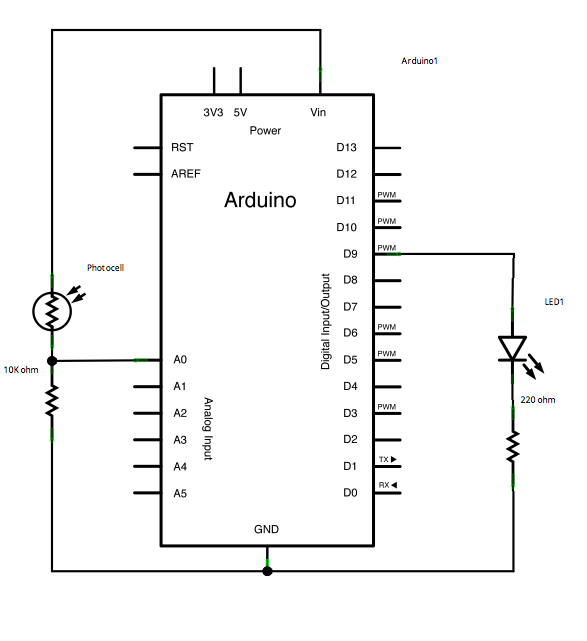 Arduino1
3V3 5V Vin
Power
RST D13
AREF D12
Arduino
D11 PWM
D10 PWM
D9 PWM
Photocell
D8
LED1
Digital Input/Output
D7
D6 PWM
10K ohm
A0 D5 PWM
A1 D4
220 ohm
Analog Input
A2 D3 PWM
A3 D2
A4 D1 TX ▶
A5 D0 RX ◀
GND